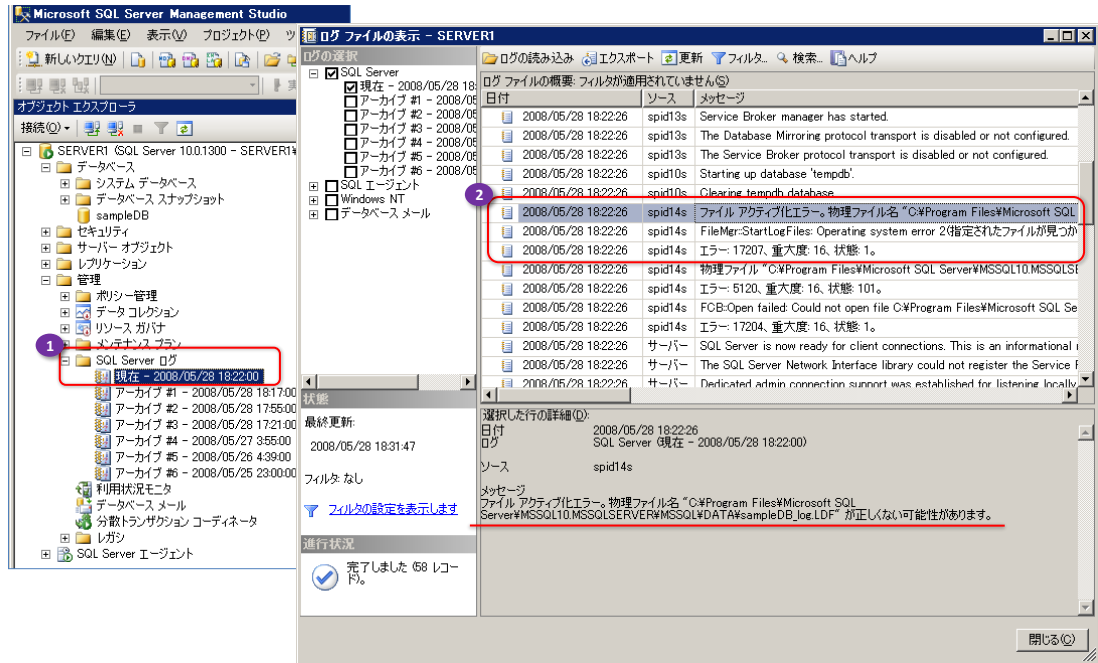 Microsoft SQL Server Management Studio
ファイル(F) 編集(E) 表示(V) プロジェクト(P) ツ
新しいクエリ(N)
オブジェクト エクスプローラ
接続(O)
SERVER1 (SQL Server 10.0.1300 - SERVER1¥
データベース
システム データベース
データベース スナップショット
sampleDB
セキュリティ
サーバー オブジェクト
レプリケーション
管理
ポリシー管理
データ コレクション
リソース ガバナ
メンテナンス プラン
1
SQL Server ログ
現在 - 2008/05/28 18:22:00
アーカイブ #1 - 2008/05/28 18:17:00
アーカイブ #2 - 2008/05/28 17:55:00
アーカイブ #3 - 2008/05/28 17:21:00
アーカイブ #4 - 2008/05/27 3:55:00
アーカイブ #5 - 2008/05/26 4:39:00
アーカイブ #6 - 2008/05/25 23:00:00
利用状況モニタ
データベース メール
分散トランザクション コーディネータ
レガシ
SQL Server エージェント
ログ ファイルの表示 - SERVER1
ログの選択
SQL Server
現在 - 2008/05/28 18:
アーカイブ #1 - 2008/05
アーカイブ #2 - 2008/05
アーカイブ #3 - 2008/05
アーカイブ #4 - 2008/05
アーカイブ #5 - 2008/05
アーカイブ #6 - 2008/05
SQL エージェント
Windows NT
データベース メール
状態
最終更新:
2008/05/28 18:31:47
フィルタ: なし
フィルタの設定を表示します
進行状況
完了しました (58 レコー
ド)。
ログの読み込み エクスポート 更新 フィルタ... 検索... ヘルプ
ログ ファイルの概要: フィルタが適用されていません(S)
日付 ソース メッセージ
2008/05/28 18:22:26 spid13s Service Broker manager has started.
2008/05/28 18:22:26 spid13s The Database Mirroring protocol transport is disabled or not configured.
2008/05/28 18:22:26 spid13s The Service Broker protocol transport is disabled or not configured.
2008/05/28 18:22:26 spid10s Starting up database 'tempdb'.
2008/05/28 18:22:26 spid10s Clearing tempdb database.
2
2008/05/28 18:22:26 spid14s ファイル アクティブ化エラー。物理ファイル名 "C:¥Program Files¥Microsoft SQL
2008/05/28 18:22:26 spid14s FileMgr::StartLogFiles: Operating system error 2(指定されたファイルが見つか
2008/05/28 18:22:26 spid14s エラー: 17207、重大度: 16、状態: 1。
2008/05/28 18:22:26 spid14s 物理ファイル "C:¥Program Files¥Microsoft SQL Server¥MSSQL10.MSSQLSE
2008/05/28 18:22:26 spid14s エラー: 5120、重大度: 16、状態: 101。
2008/05/28 18:22:26 spid14s FCB::Open failed: Could not open file C:¥Program Files¥Microsoft SQL Se
2008/05/28 18:22:26 spid14s エラー: 17204、重大度: 16、状態: 1。
2008/05/28 18:22:26 サーバー SQL Server is now ready for client connections. This is an informational
2008/05/28 18:22:26 サーバー The SQL Server Network Interface library could not register the Service
2008/05/28 18:22:26 サーバー Dedicated admin connection support was established for listening locally
選択した行の詳細(D):
日付 2008/05/28 18:22:26
ログ SQL Server (現在 - 2008/05/28 18:22:00)
ソース spid14s
メッセージ
ファイル アクティブ化エラー。物理ファイル名 "C:¥Program Files¥Microsoft SQL
Server¥MSSQL10.MSSQLSERVER¥MSSQL¥DATA¥sampleDB_log.LDF" が正しくない可能性があります。
閉じる(C)